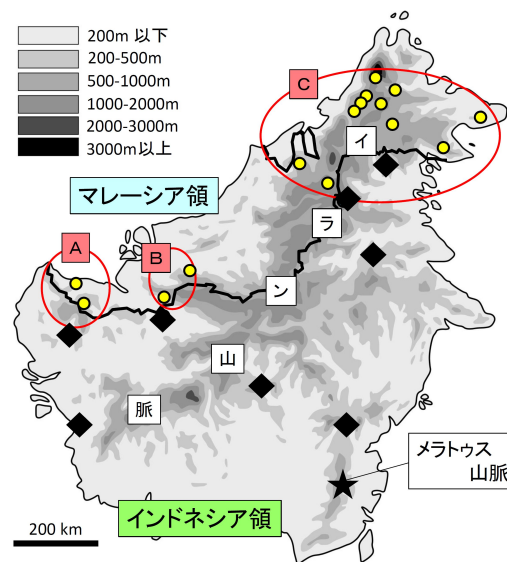 200m 以下
200-500m
500-1000m
1000-2000m
2000-3000m
3000m以上
C
イ
マレーシア領
ラ
A
B
ン
山
脈
メラトゥス
山脈
インドネシア領
200 km